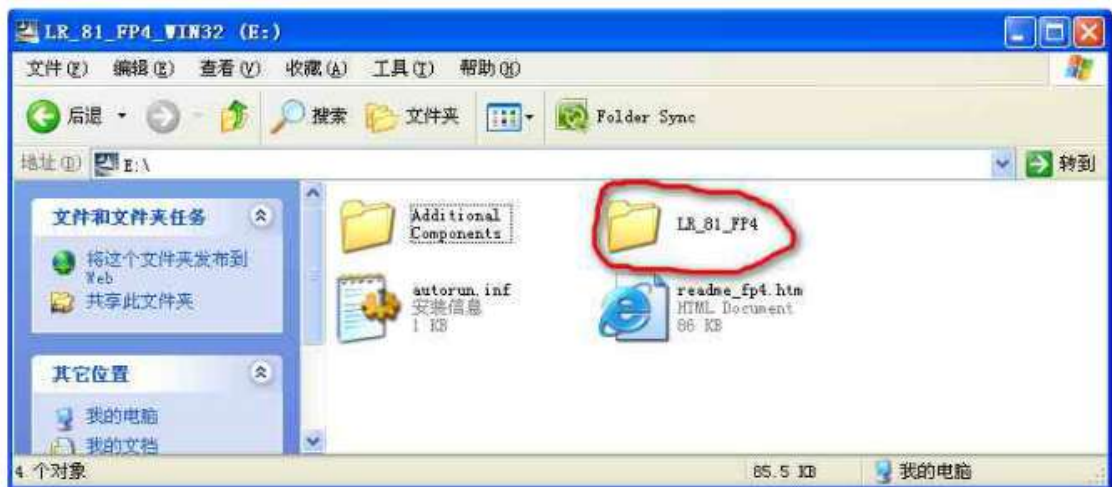 LR_81_FP4_WIN32 (E:)
文件(F) 编辑(E) 查看(V) 收藏(A) 工具(T) 帮助(H)
后退 搜索 文件夹 Folder Sync
地址(D) E:\ 转到
文件和文件夹任务
将这个文件夹发布到
Web
共享此文件夹
其它位置
我的电脑
我的文档
Additional
Components
LR_81_FP4
autorun.inf
安装信息
1 KB
readme_fp4.htm
HTML Document
86 KB
4 个对象 85.5 KB 我的电脑